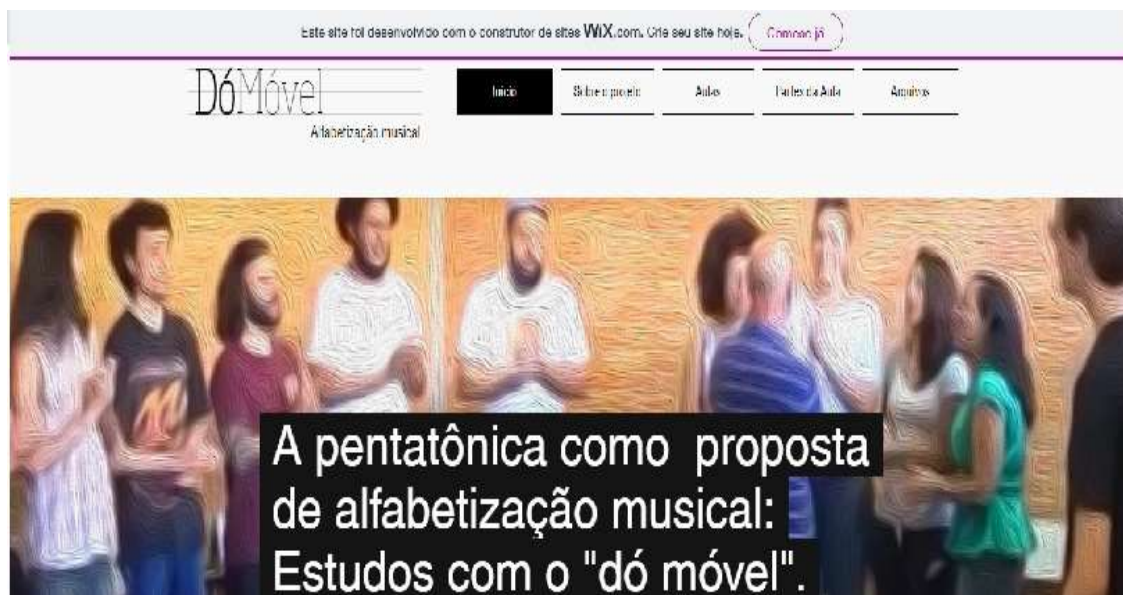 Este site foi desenvolvido com o construtor de sites WiX.com. Crie seu site hoje. Comece já
DóMóvel
Alfabetização musical
Início Sobre o projeto Aulas Partes da Aula Arquivos
A pentatônica como proposta
de alfabetização musical:
Estudos com o "dó móvel".